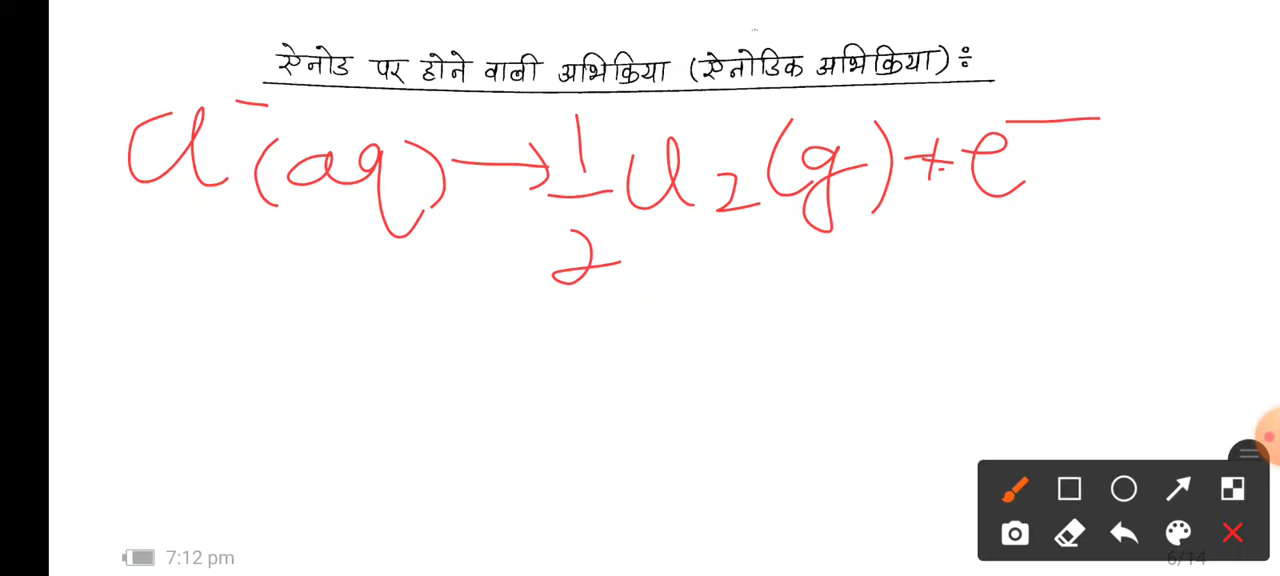 ऐनोड पर होने वाली अभिक्रिया (ऐनोडिक अभिक्रिया) ÷
Cl⁻ (aq) → 1/2 Cl₂ (g) + e⁻
7:12 pm
6/14